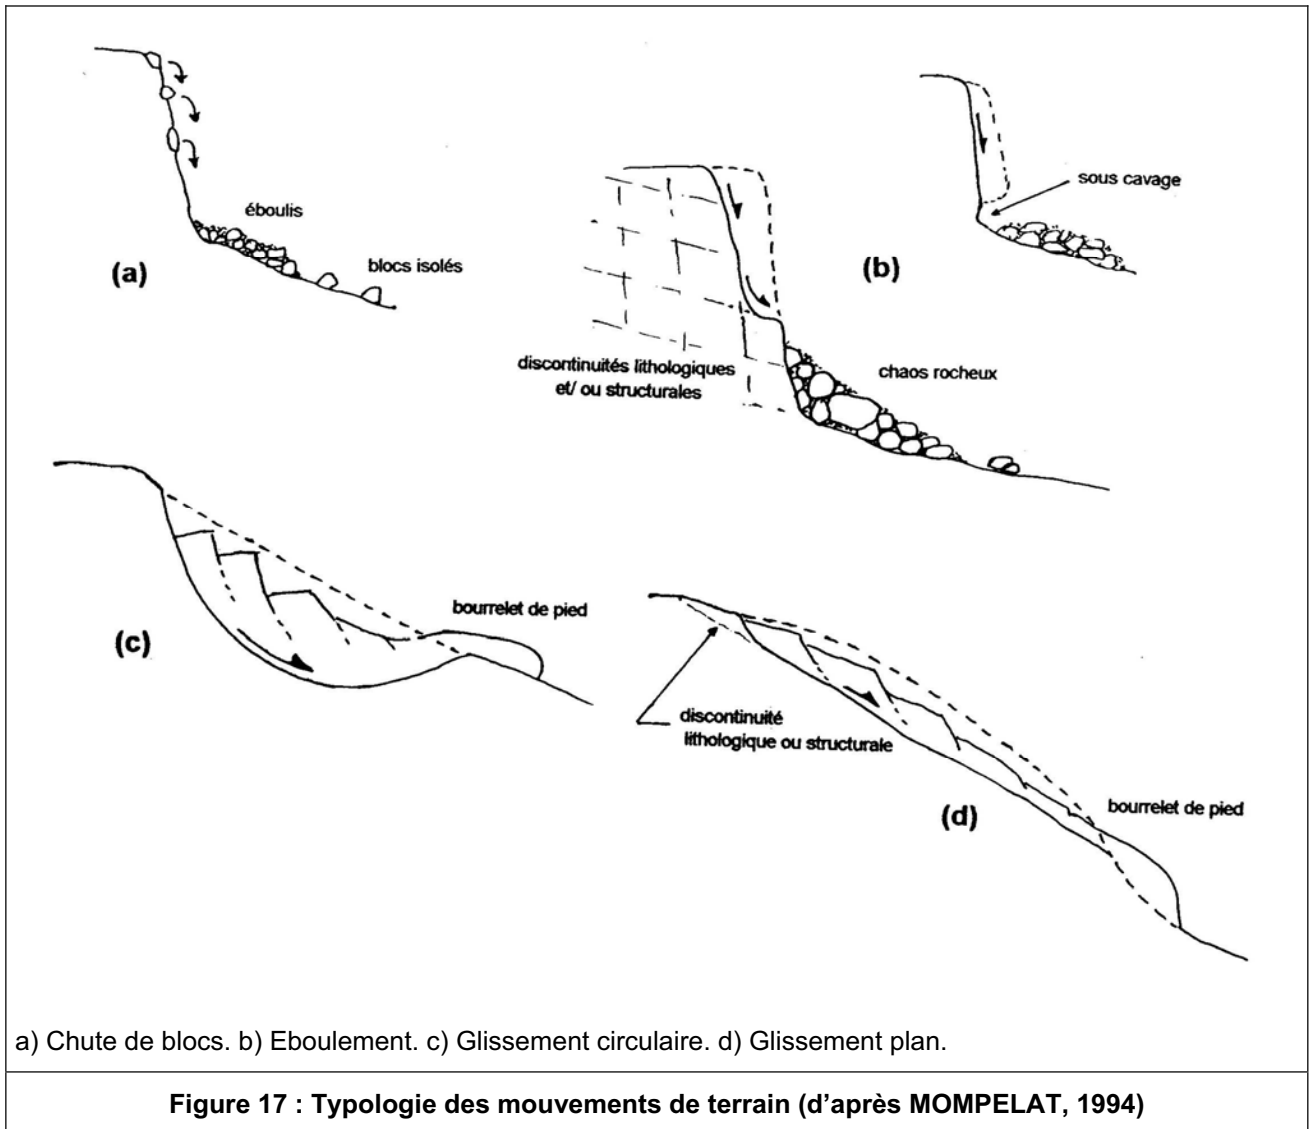 éboulis
blocs isolés
(a)
sous cavage
(b)
discontinuités lithologiques
et/ ou structurales
chaos rocheux
bourrelet de pied
(c)
discontinuité
lithologique ou structurale
bourrelet de pied
(d)
a) Chute de blocs. b) Eboulement. c) Glissement circulaire. d) Glissement plan.
Figure 17 : Typologie des mouvements de terrain (d’après MOMPELAT, 1994)